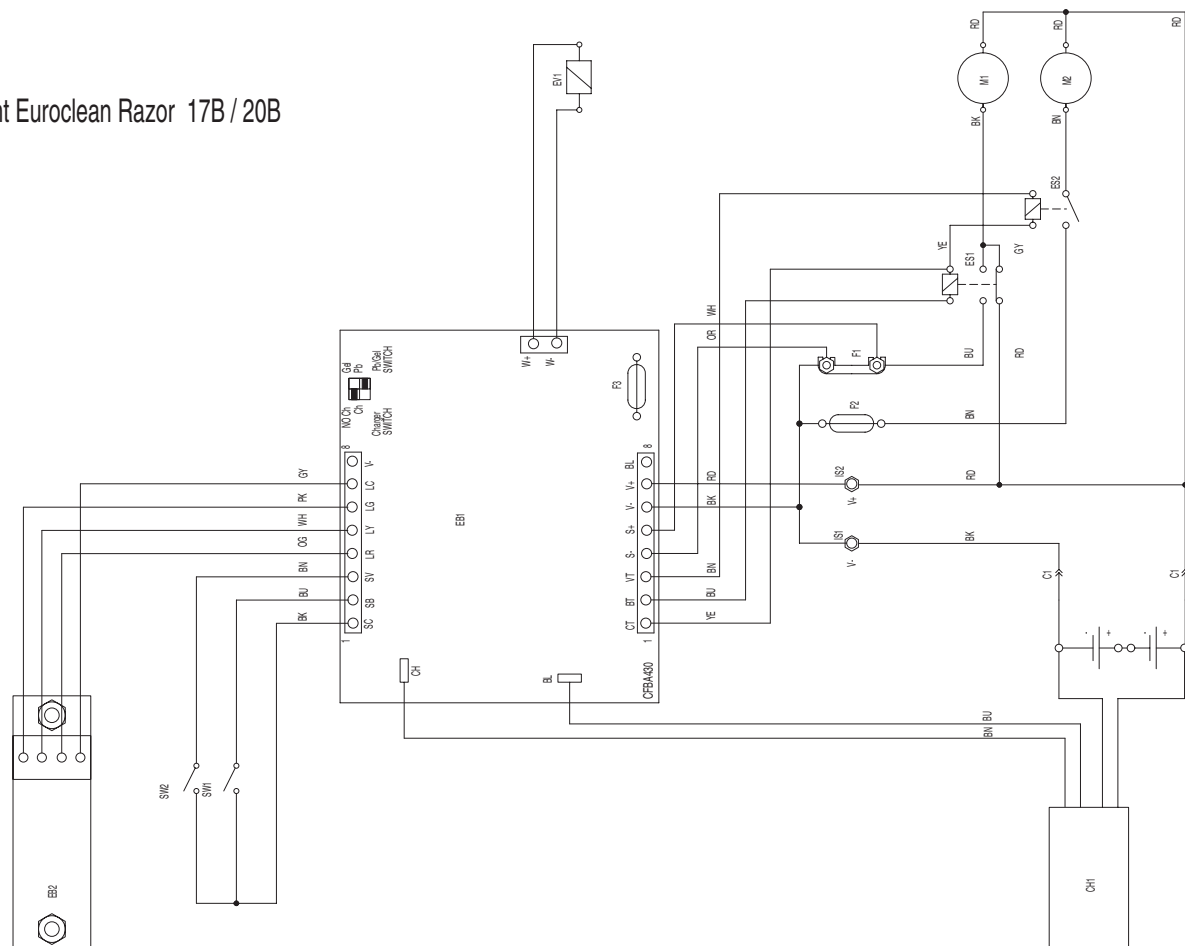 nt Euroclean Razor 17B / 20B
RD
RD
RD
EV1
M1
M2
BK
BN
ES2
YE
ES1
GY
WH
OR
F1
BU
RD
W+
W-
Gel
Pb
Pb/Gel
SWITCH
NO Ch
Ch
Charger
SWITCH
F3
F2
BN
8
8
GY
V-
BL
RD
IS2
RD
PK
LC
V+
V+
WH
LG
V-
BK
EB1
OG
LY
S+
IS1
BK
LR
S-
V-
BN
SV
VT
BN
BU
SB
BT
BU
BK
SC
CT
YE
1
1
C1
C1
- +
- +
CH
BL
CFBA430
BU
BN
SW2
SW1
EB2
CH1